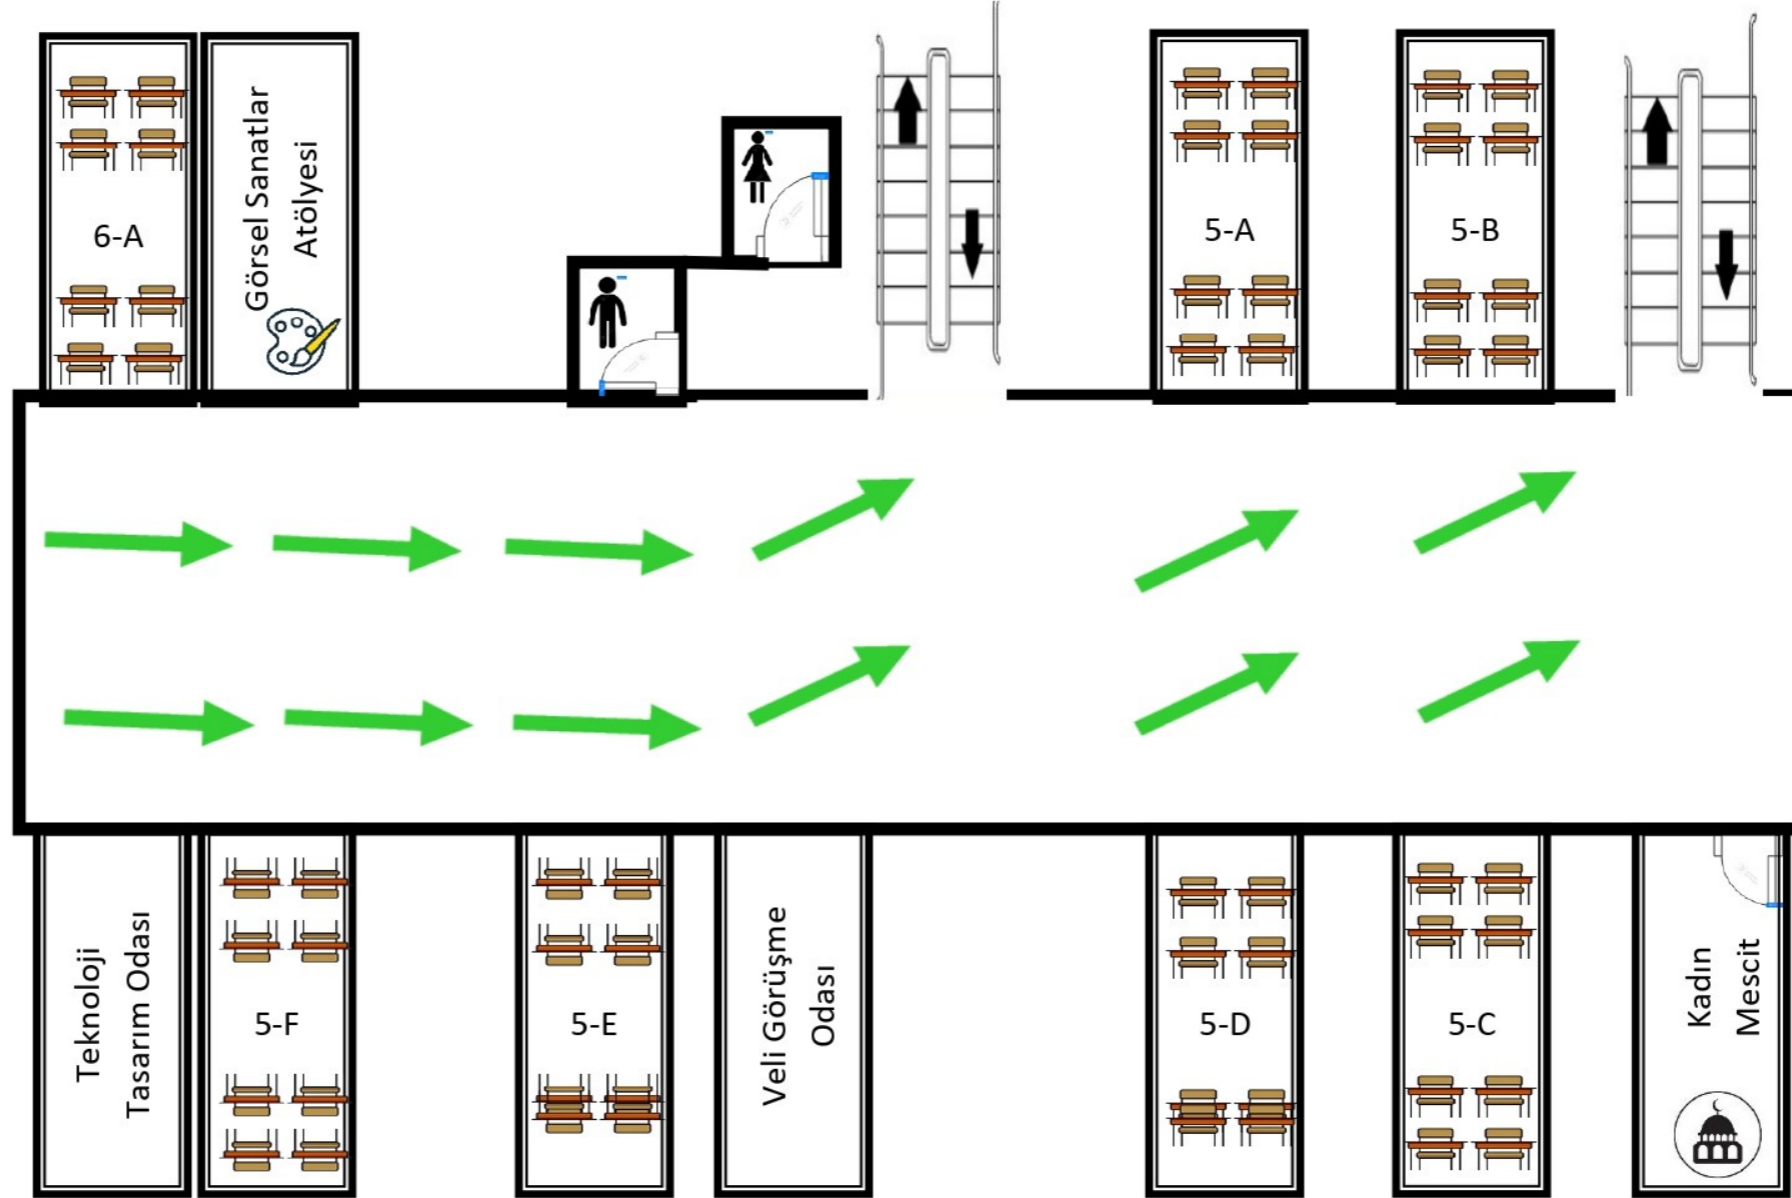 6-A
Görsel Sanatlar
Atölyesi
5-A
5-B
Teknoloji
Tasarım Odası
5-F
5-E
Veli Görüşme
Odası
5-D
5-C
Kadın
Mescit